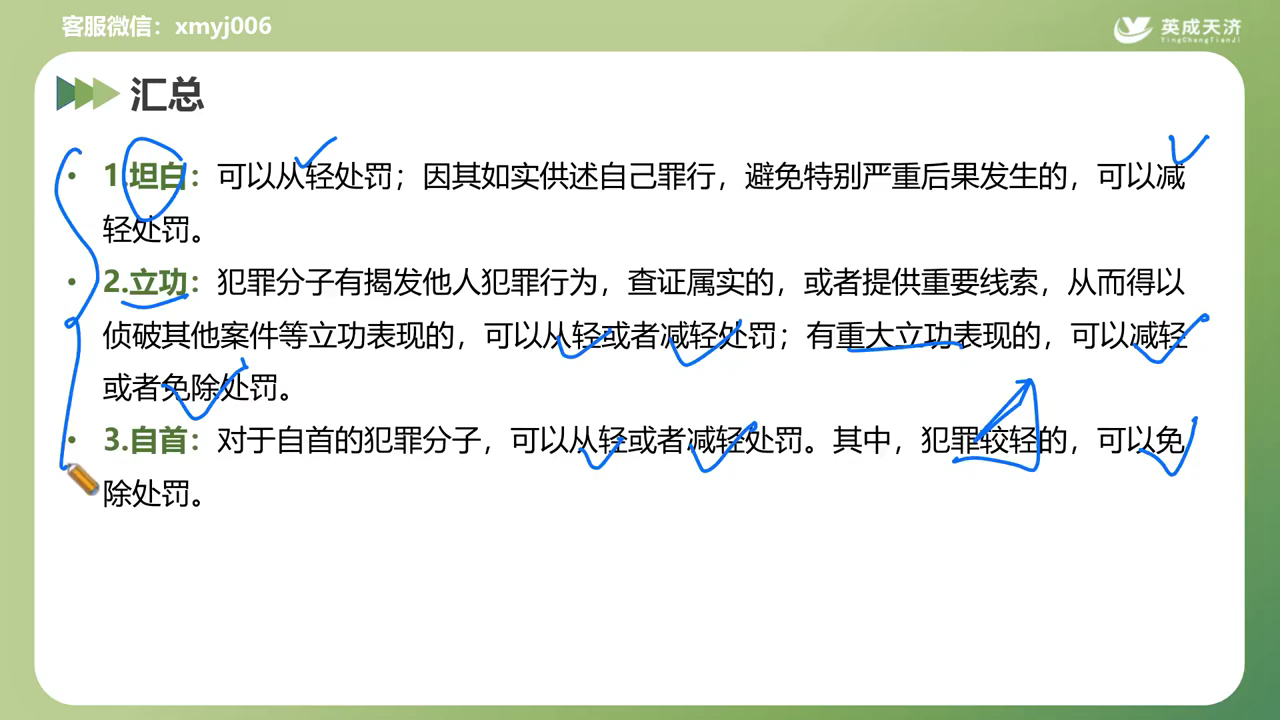 客服微信：xmyj006
英成天济
YingChengTianJi
汇总
• 1.坦白：可以从轻处罚；因其如实供述自己罪行，避免特别严重后果发生的，可以减
轻处罚。
• 2.立功：犯罪分子有揭发他人犯罪行为，查证属实的，或者提供重要线索，从而得以
侦破其他案件等立功表现的，可以从轻或者减轻处罚；有重大立功表现的，可以减轻
或者免除处罚。
• 3.自首：对于自首的犯罪分子，可以从轻或者减轻处罚。其中，犯罪较轻的，可以免
除处罚。